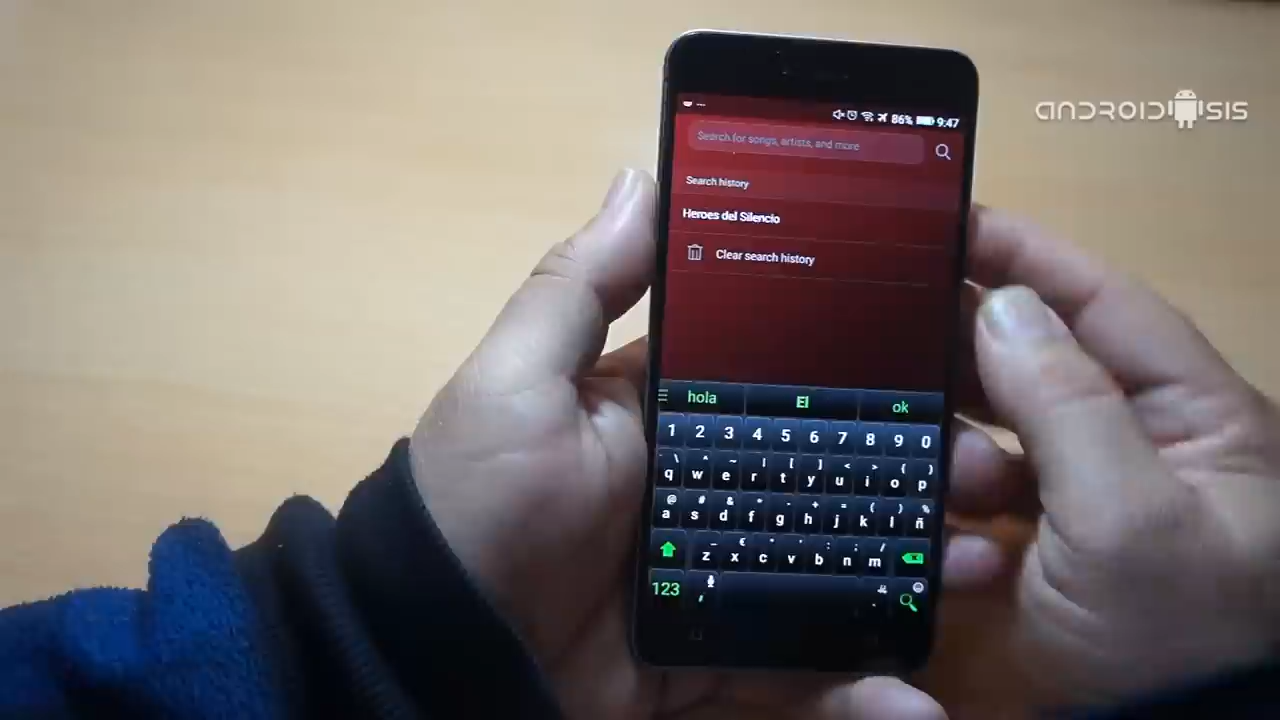 ANDROIDSIS
86% 9:47
Search for songs, artists, and more
Search history
Heroes del Silencio
Clear search history
hola El ok
1 2 3 4 5 6 7 8 9 0
\ ^ ~ | [ ] < > { }
q w e r t y u i o p
@ # & * - + = ( ) %
a s d f g h j k l ñ
z x c v b n m
123 , .